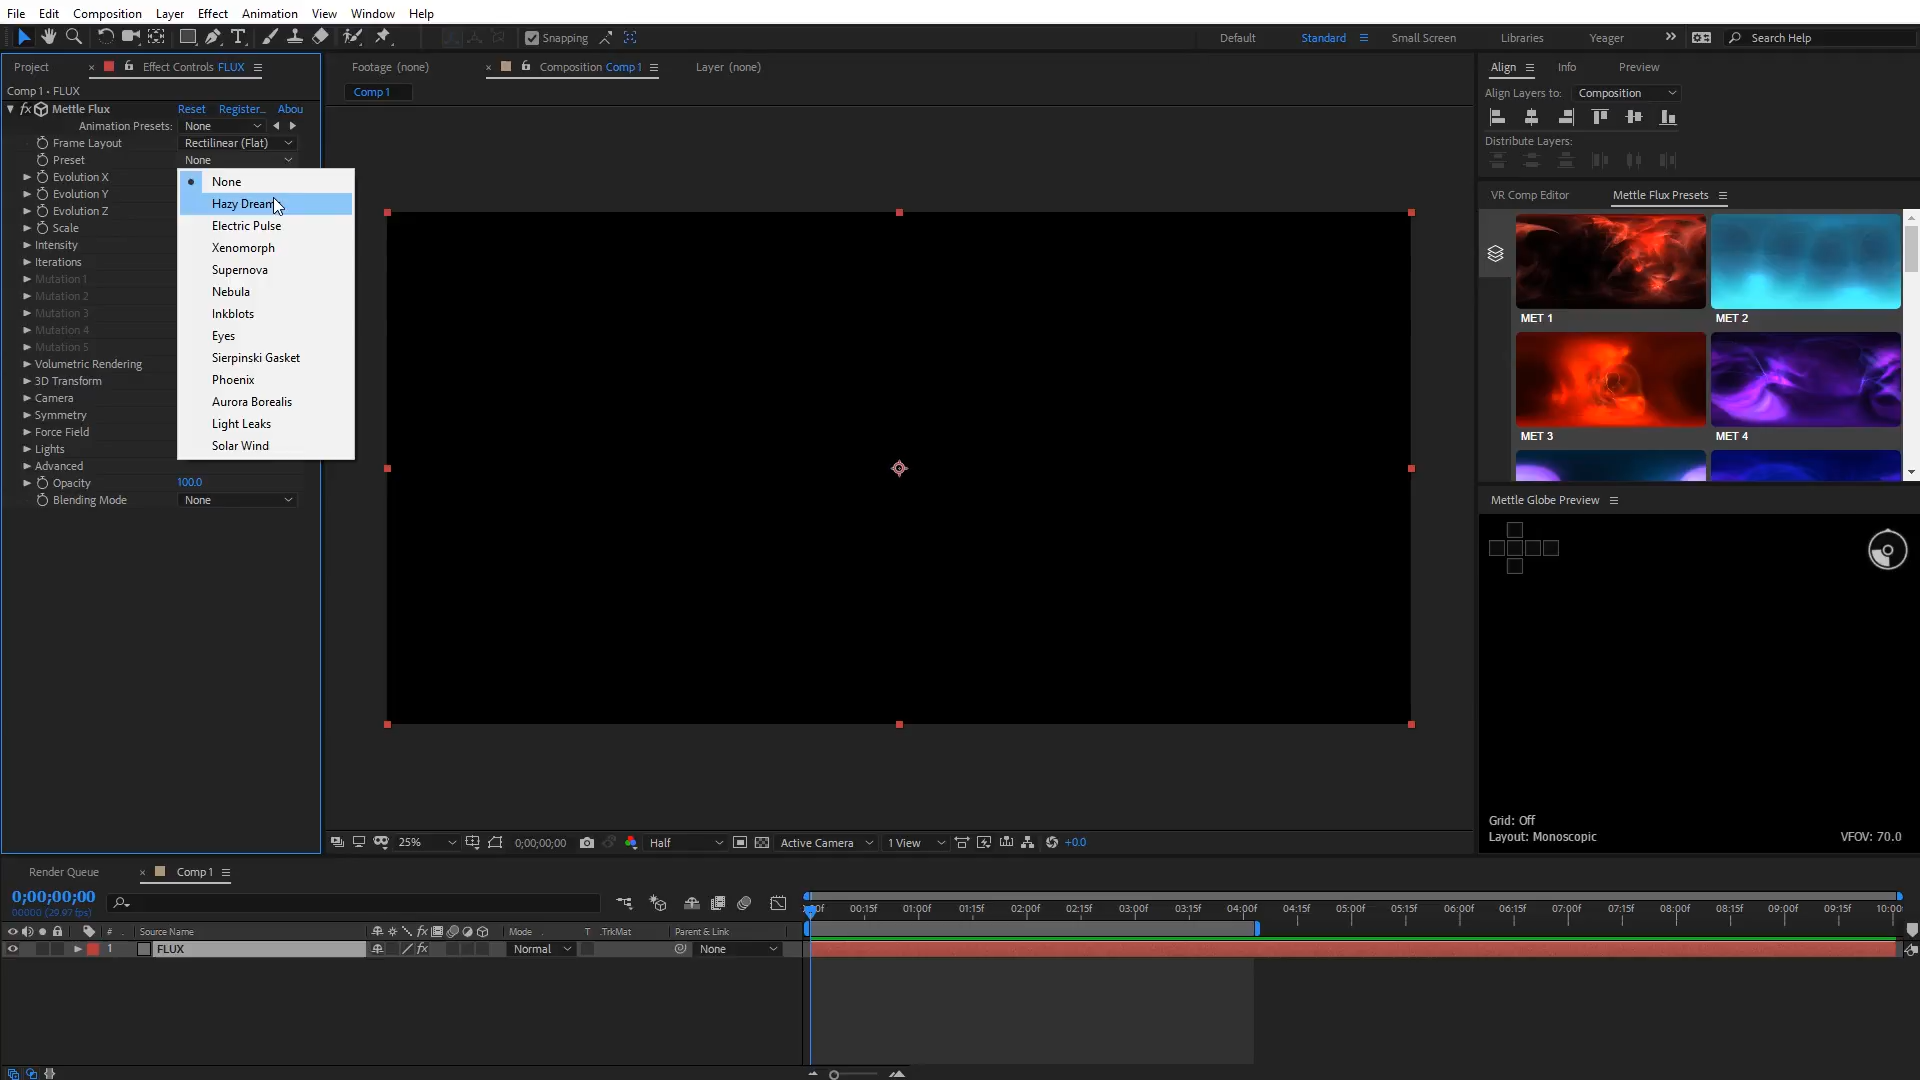 File Edit Composition Layer Effect Animation View Window Help
Snapping Default Standard Small Screen Libraries Yeager Search Help
Project Effect Controls FLUX Footage (none) Composition Comp 1 Layer (none) Align Info Preview
Comp 1 • FLUX Comp 1 Align Layers to: Composition
Mettle Flux Reset Register... Abou
Animation Presets: None
Frame Layout Rectilinear (Flat) Distribute Layers:
Preset None
Evolution X
Evolution Y
Evolution Z
Scale
Intensity
Iterations
Mutation 1
Mutation 2
Mutation 3
Mutation 4
Mutation 5
Volumetric Rendering
3D Transform
Camera
Symmetry
Force Field
Lights
Advanced
Opacity 100.0
Blending Mode None
None
Hazy Dream
Electric Pulse
Xenomorph
Supernova
Nebula
Inkblots
Eyes
Sierpinski Gasket
Phoenix
Aurora Borealis
Light Leaks
Solar Wind
VR Comp Editor Mettle Flux Presets
MET 1 MET 2
MET 3 MET 4
Mettle Globe Preview
Grid: Off
Layout: Monoscopic VFOV: 70.0
25% 0;00;00;00 Half Active Camera 1 View +0.0
Render Queue Comp 1
0;00;00;00
00000 (29.97 fps)
00:15f 01:00f 01:15f 02:00f 02:15f 03:00f 03:15f 04:00f 04:15f 05:00f 05:15f 06:00f 06:15f 07:00f 07:15f 08:00f 08:15f 09:00f 09:15f 10:00
# Source Name Mode T .TrkMat Parent & Link
1 FLUX Normal None